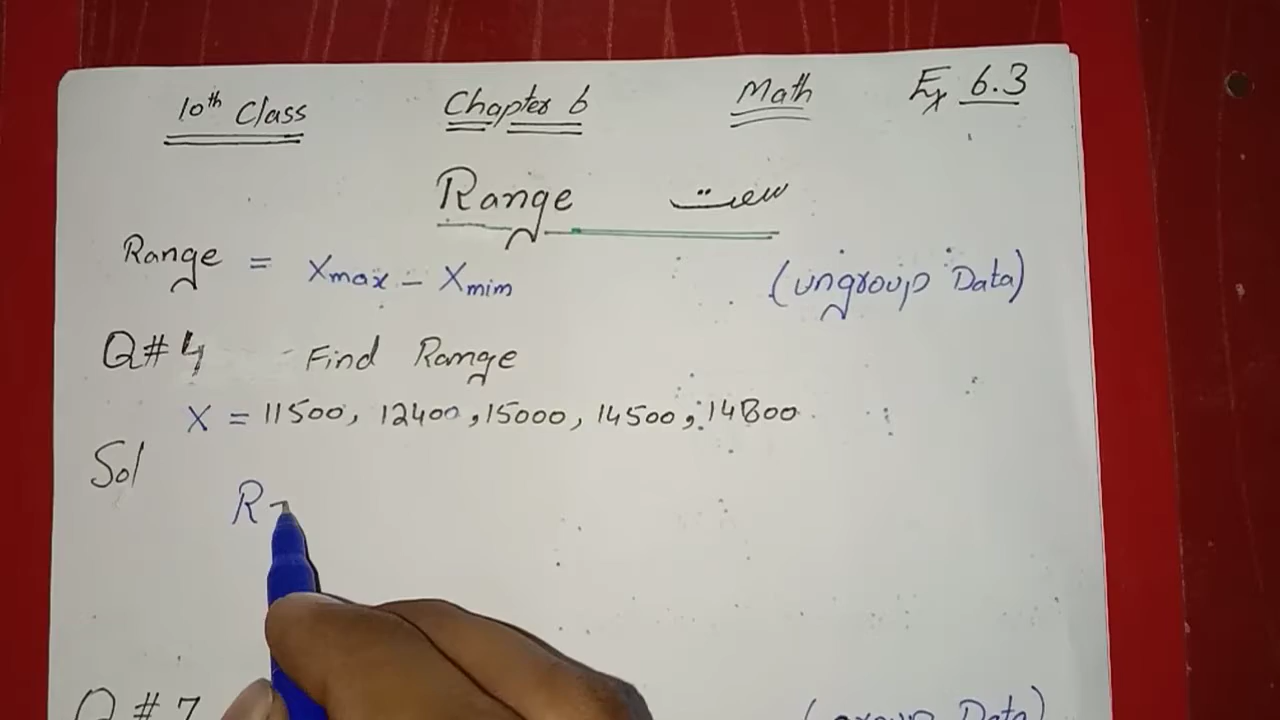 10th Class Chapter 6 Math Ex 6.3
Range سعت
Range = Xmax - Xmin (ungroup Data)
Q#4 Find Range
X = 11500, 12400, 15000, 14500, 14800
Sol
R -
Q # 7 (group Data)